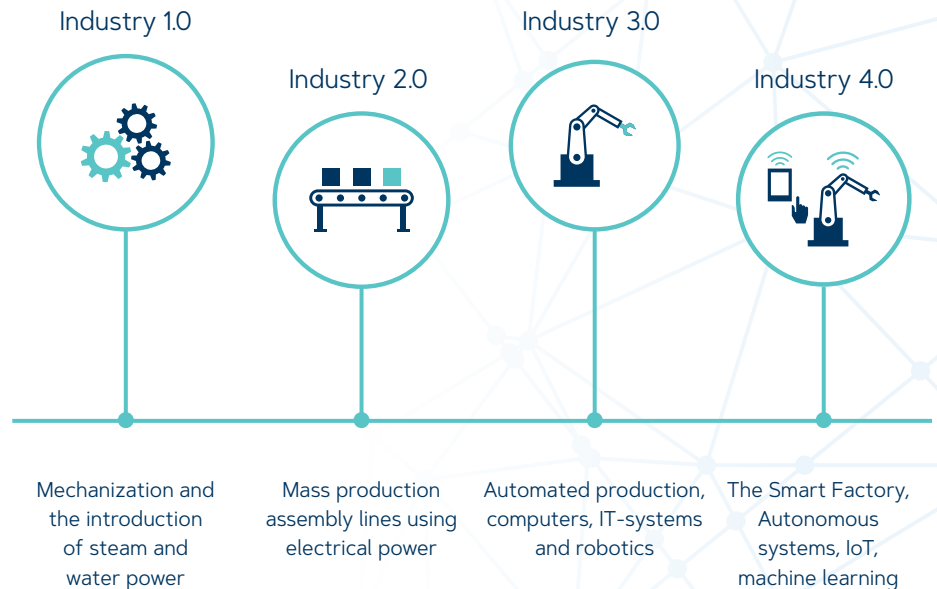 Industry 1.0
Industry 2.0
Industry 3.0
Industry 4.0
Mechanization and
the introduction
of steam and
water power
Mass production
assembly lines using
electrical power
Automated production,
computers, IT-systems
and robotics
The Smart Factory,
Autonomous
systems, IoT,
machine learning